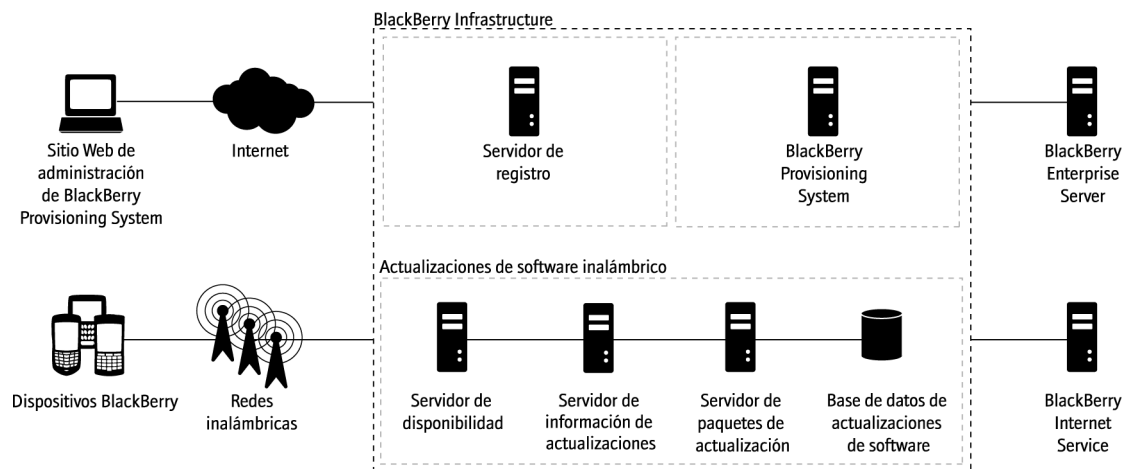 BlackBerry Infrastructure
Sitio Web de
administración
de BlackBerry
Provisioning System
Internet
Servidor de
registro
BlackBerry
Provisioning
System
BlackBerry
Enterprise
Server
Actualizaciones de software inalámbrico
Dispositivos BlackBerry
Redes
inalámbricas
Servidor de
disponibilidad
Servidor de
información de
actualizaciones
Servidor de
paquetes de
actualización
Base de datos de
actualizaciones
de software
BlackBerry
Internet
Service